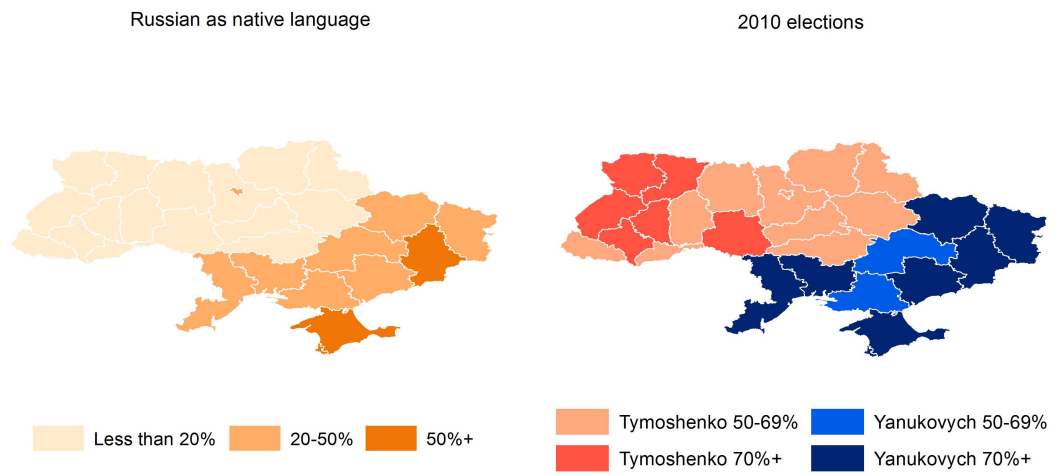 Russian as native language
2010 elections
Less than 20%
20-50%
50%+
Tymoshenko 50-69%
Yanukovych 50-69%
Tymoshenko 70%+
Yanukovych 70%+